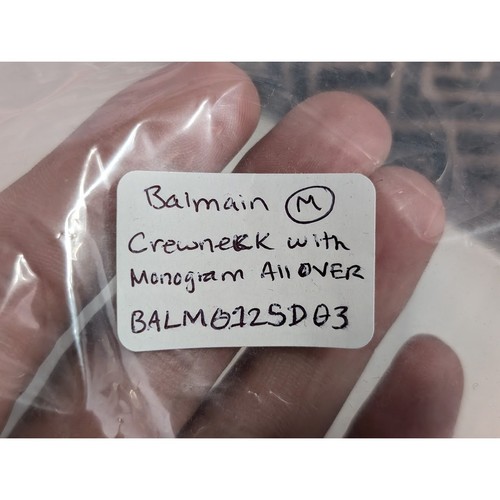 Balmain M
Crewneck with
Monogram All OVER
BALM012SD03